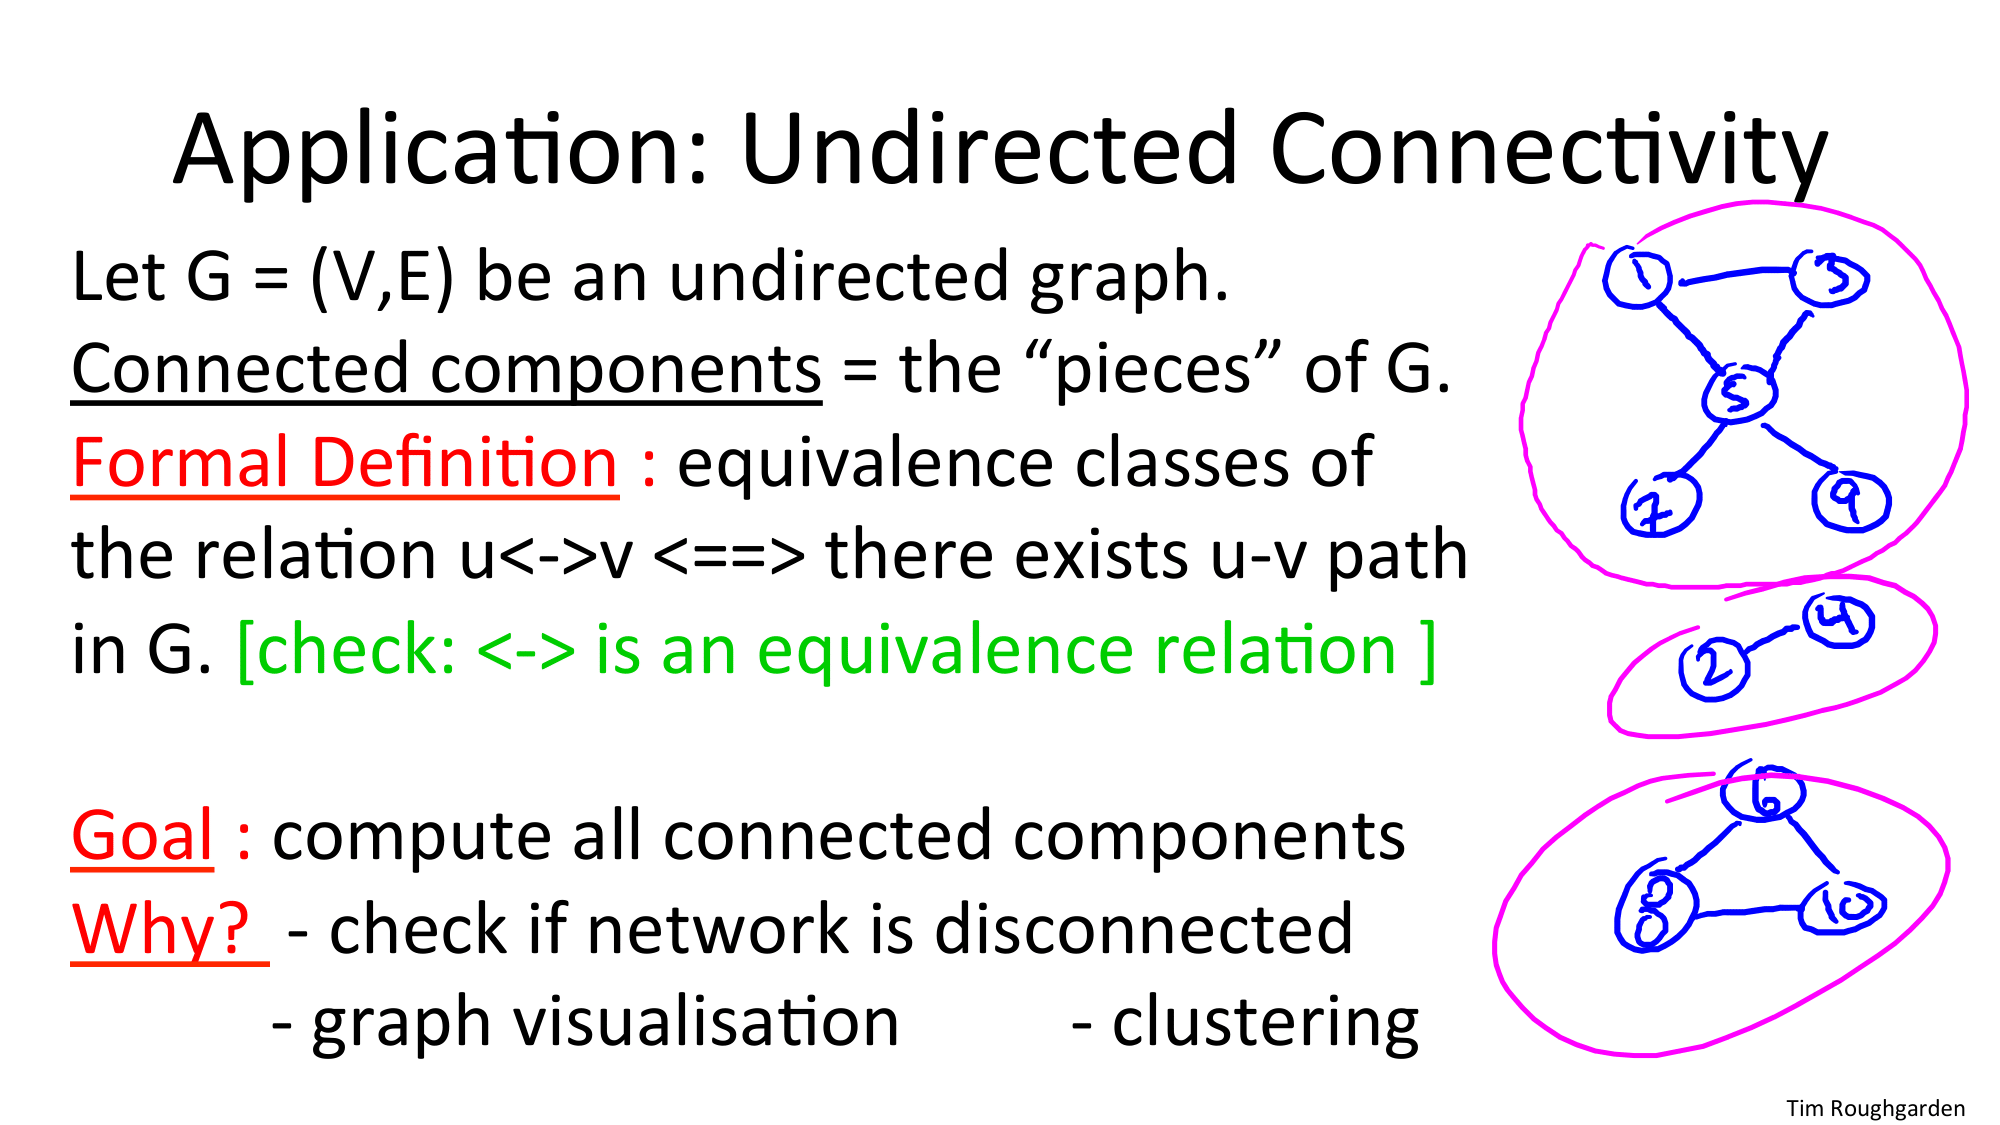 Application: Undirected Connectivity
Let G = (V,E) be an undirected graph.
Connected components = the “pieces” of G.
Formal Definition : equivalence classes of
the relation u<->v <==> there exists u-v path
in G. [check: <-> is an equivalence relation ]
Goal : compute all connected components
Why? - check if network is disconnected
- graph visualisation - clustering
1 3
5
7 9
4
2
6
8 10
Tim Roughgarden